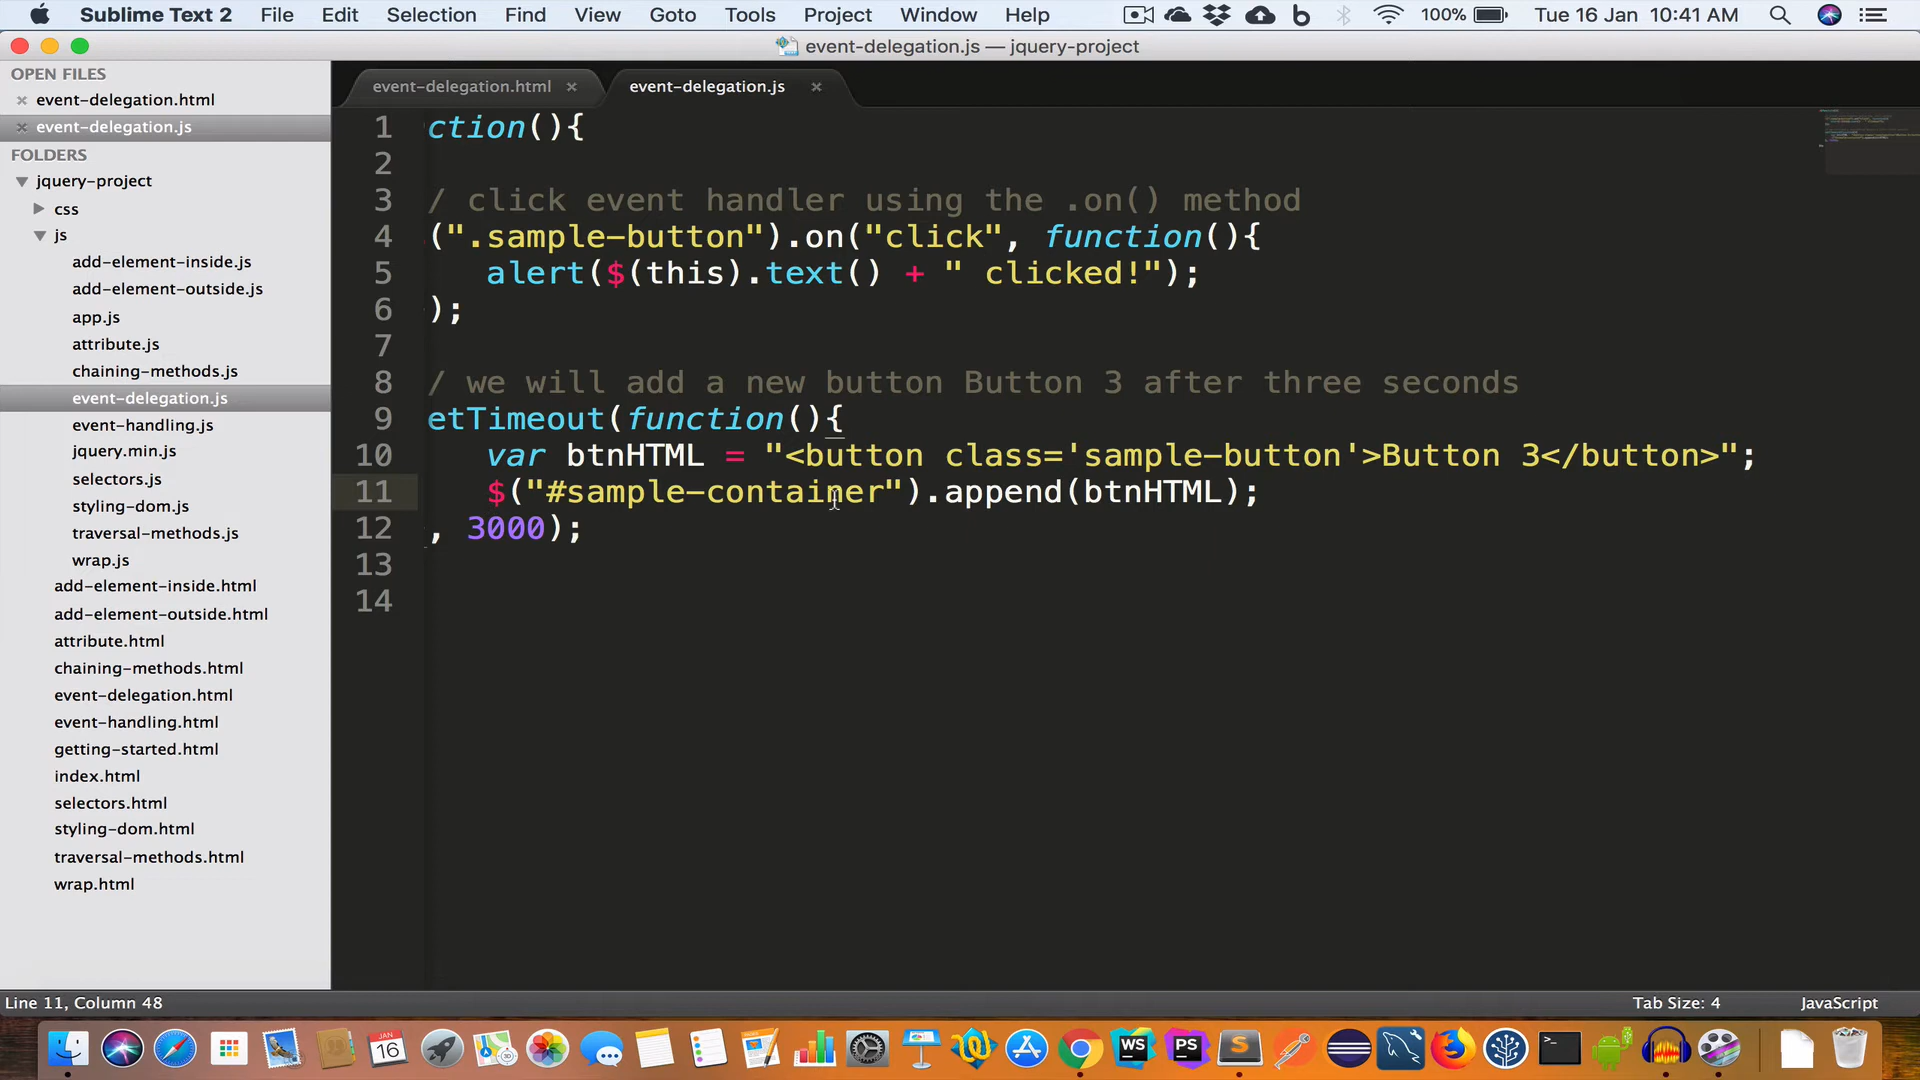 Sublime Text 2 File Edit Selection Find View Goto Tools Project Window Help 100% Tue 16 Jan 10:41 AM
event-delegation.js — jquery-project
OPEN FILES
event-delegation.html
event-delegation.js
FOLDERS
jquery-project
css
js
add-element-inside.js
add-element-outside.js
app.js
attribute.js
chaining-methods.js
event-delegation.js
event-handling.js
jquery.min.js
selectors.js
styling-dom.js
traversal-methods.js
wrap.js
add-element-inside.html
add-element-outside.html
attribute.html
chaining-methods.html
event-delegation.html
event-handling.html
getting-started.html
index.html
selectors.html
styling-dom.html
traversal-methods.html
wrap.html
event-delegation.html event-delegation.js
1 ction(){
2
3 / click event handler using the .on() method
4 (".sample-button").on("click", function(){
5 alert($(this).text() + " clicked!");
6 );
7
8 / we will add a new button Button 3 after three seconds
9 etTimeout(function(){
10 var btnHTML = "<button class='sample-button'>Button 3</button>";
11 $("#sample-container").append(btnHTML);
12 , 3000);
13
14
Line 11, Column 48 Tab Size: 4 JavaScript
JAN
16
3D
WS
PS